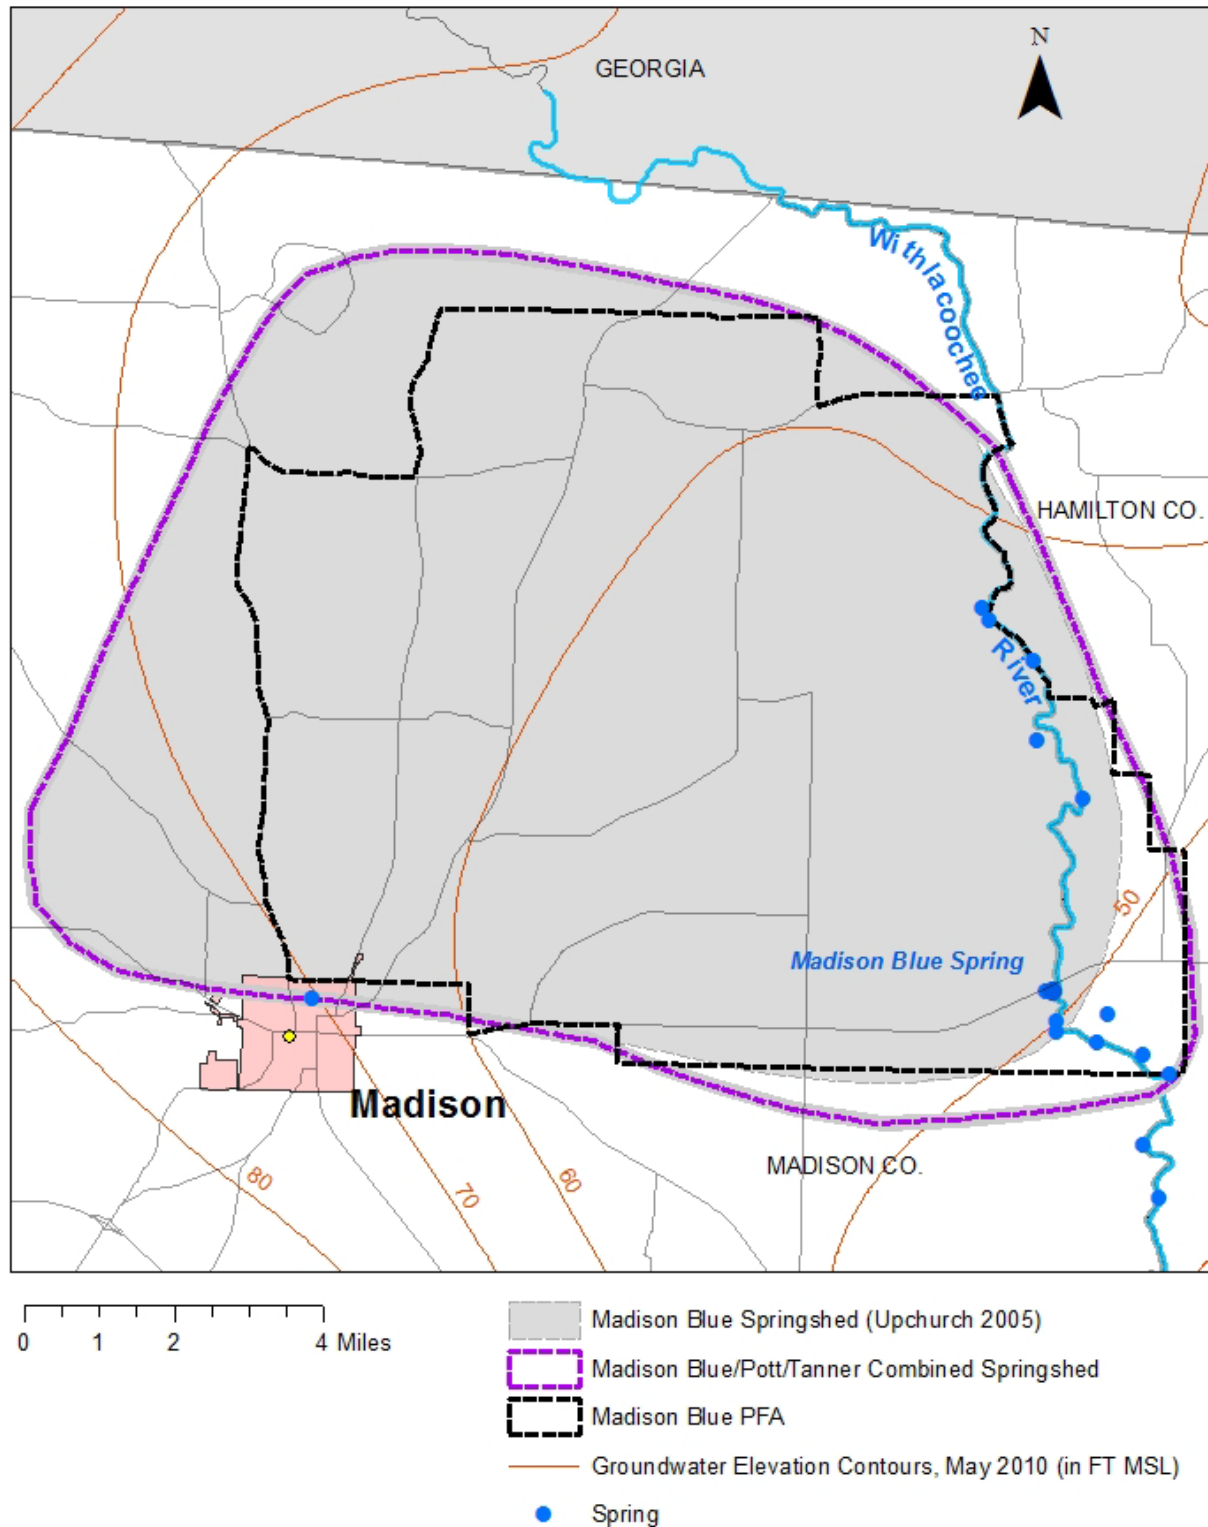 N
GEORGIA
Withlacoochee
HAMILTON CO.
River
50
Madison Blue Spring
Madison
MADISON CO.
80
70
60
0 1 2 4 Miles
Madison Blue Springshed (Upchurch 2005)
Madison Blue/Pott/Tanner Combined Springshed
Madison Blue PFA
Groundwater Elevation Contours, May 2010 (in FT MSL)
Spring